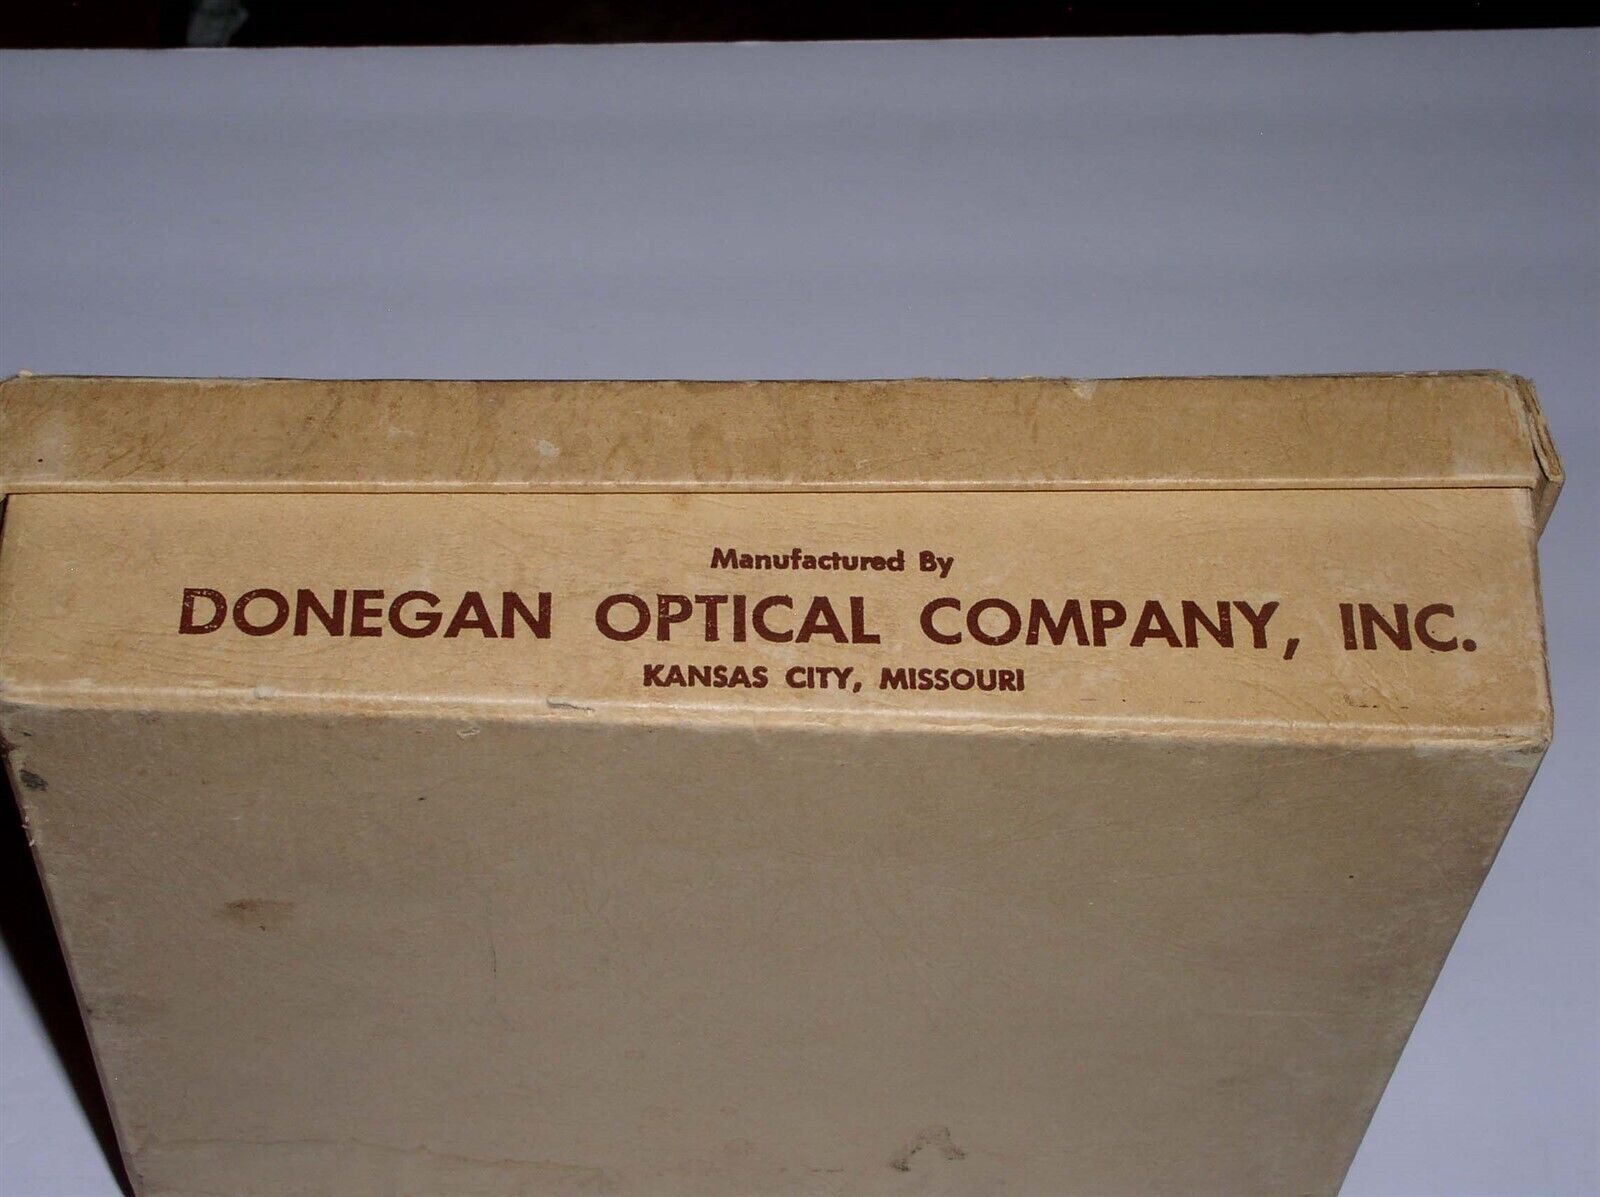 Manufactured By
DONEGAN OPTICAL COMPANY, INC.
KANSAS CITY, MISSOURI